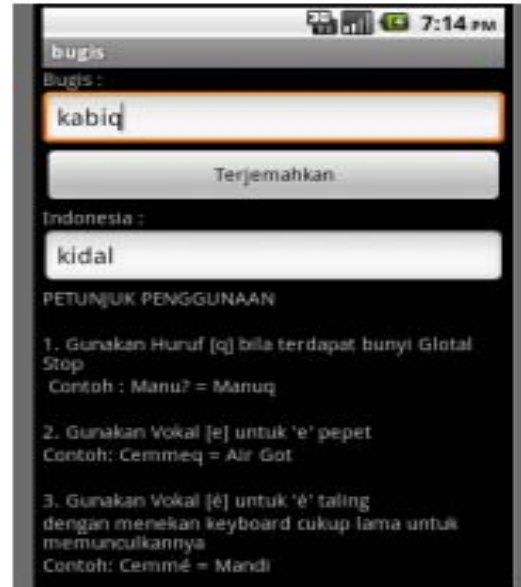 7:14 PM
bugis
Bugis :
kabiq
Terjemahkan
Indonesia :
kidal
PETUNJUK PENGGUNAAN
1. Gunakan Huruf [q] bila terdapat bunyi Glotal
Stop
Contoh : Manu? = Manuq
2. Gunakan Vokal [e] untuk 'e' pepet
Contoh: Cemmeq = Air Got
3. Gunakan Vokal [é] untuk 'é' taling
dengan menekan keyboard cukup lama untuk
memunculkannya
Contoh: Cemmé = Mandi